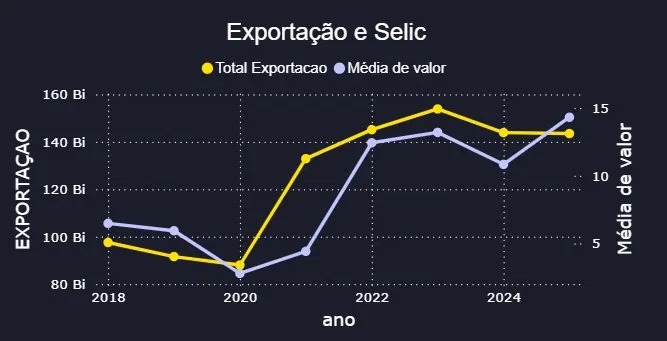 Exportação e Selic
Total Exportacao Média de valor
160 Bi
140 Bi
120 Bi
100 Bi
80 Bi
EXPORTAÇAO
15
10
5
Média de valor
2018 2020 2022 2024
ano